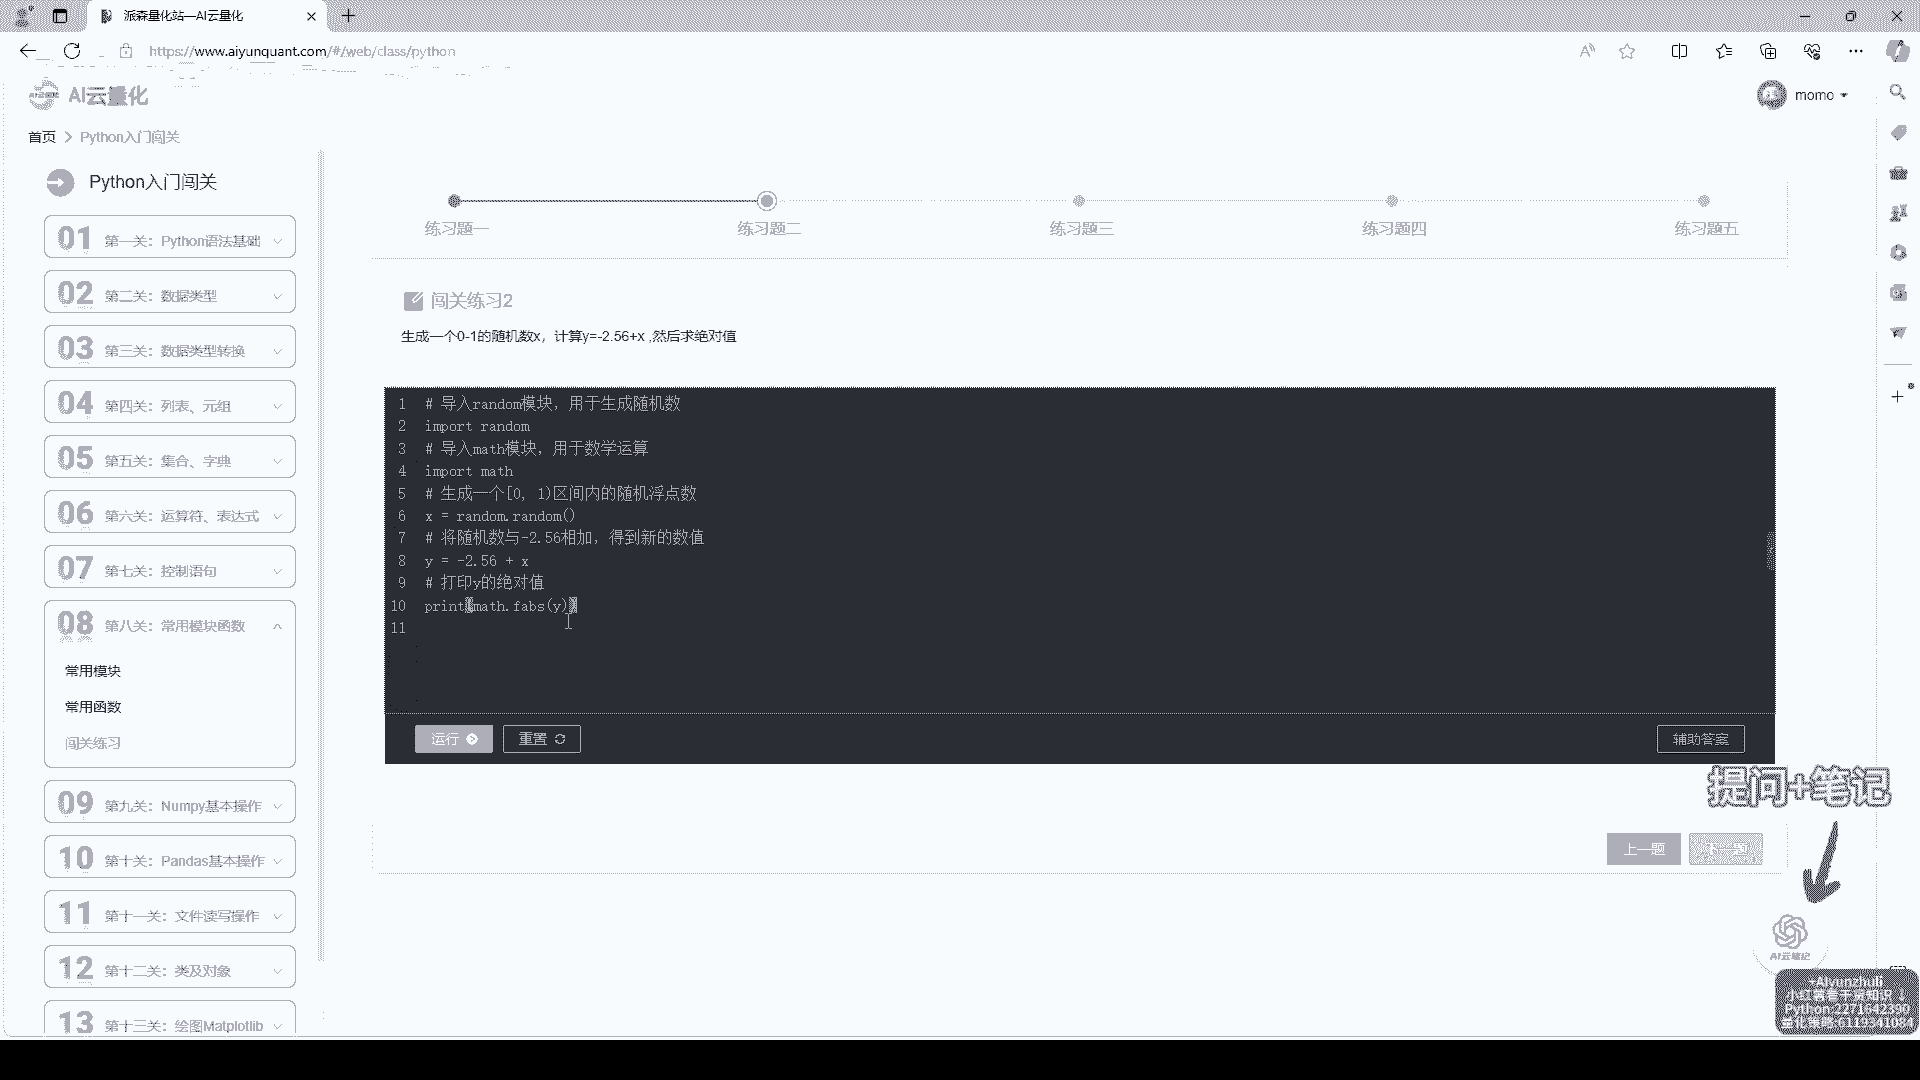 派森量化站—AI云量化
https://www.aiyunquant.com/#/web/class/python
AI云量化
momo
首页 > Python入门闯关
Python入门闯关
01 第一关：Python语法基础
02 第二关：数据类型
03 第三关：数据类型转换
04 第四关：列表、元组
05 第五关：集合、字典
06 第六关：运算符、表达式
07 第七关：控制语句
08 第八关：常用模块函数
常用模块
常用函数
闯关练习
09 第九关：Numpy基本操作
10 第十关：Pandas基本操作
11 第十一关：文件读写操作
12 第十二关：类及对象
13 第十三关：绘图Matplotlib
练习题一 练习题二 练习题三 练习题四 练习题五
闯关练习2
生成一个0-1的随机数x，计算y=-2.56+x ,然后求绝对值
1 # 导入random模块，用于生成随机数
2 import random
3 # 导入math模块，用于数学运算
4 import math
5 # 生成一个[0, 1)区间内的随机浮点数
6 x = random.random()
7 # 将随机数与-2.56相加，得到新的数值
8 y = -2.56 + x
9 # 打印y的绝对值
10 print(math.fabs(y))
11
运行 重置 辅助答案
提问+笔记
上一题 下一题
AI云笔记
+AIyunzhub
Python:2271642390
量化策略:6119341084